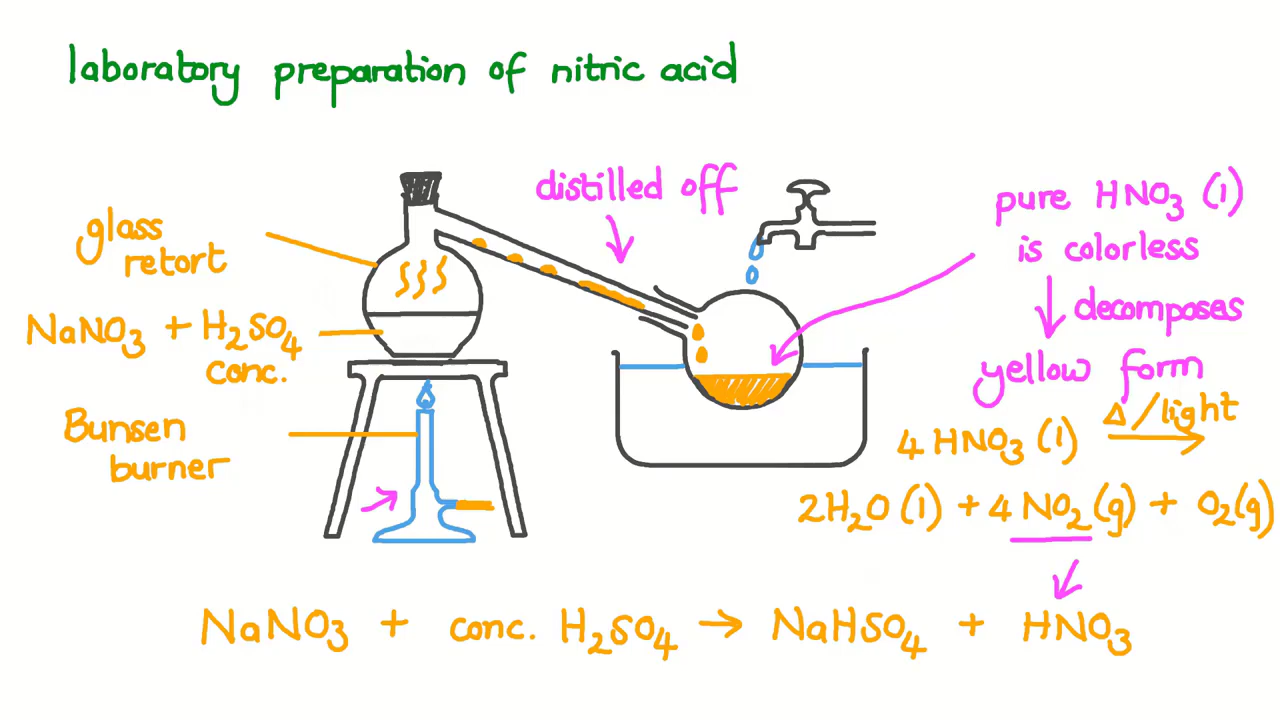 laboratory preparation of nitric acid
distilled off
glass
retort
NaNO₃ + H₂SO₄
conc.
Bunsen
burner
pure HNO₃ (l)
is colorless
decomposes
yellow form
4 HNO₃ (l) Δ/light →
2H₂O (l) + 4 NO₂ (g) + O₂ (g)
NaNO₃ + conc. H₂SO₄ → NaHSO₄ + HNO₃